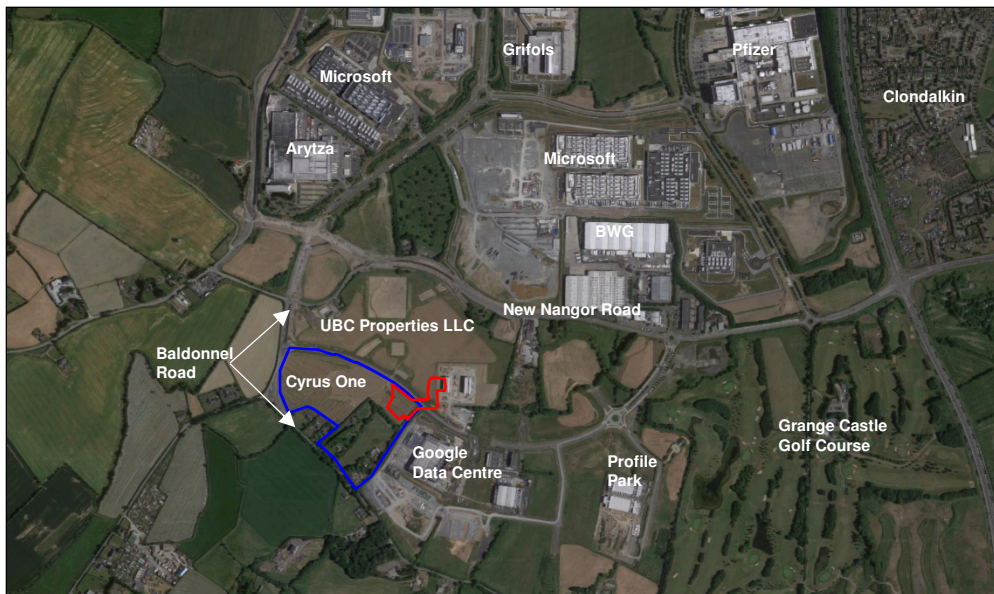 Grifols
Pfizer
Microsoft
Clondalkin
Arytza
Microsoft
BWG
New Nangor Road
UBC Properties LLC
Baldonnel
Road
Cyrus One
Grange Castle
Golf Course
Google
Data Centre
Profile
Park